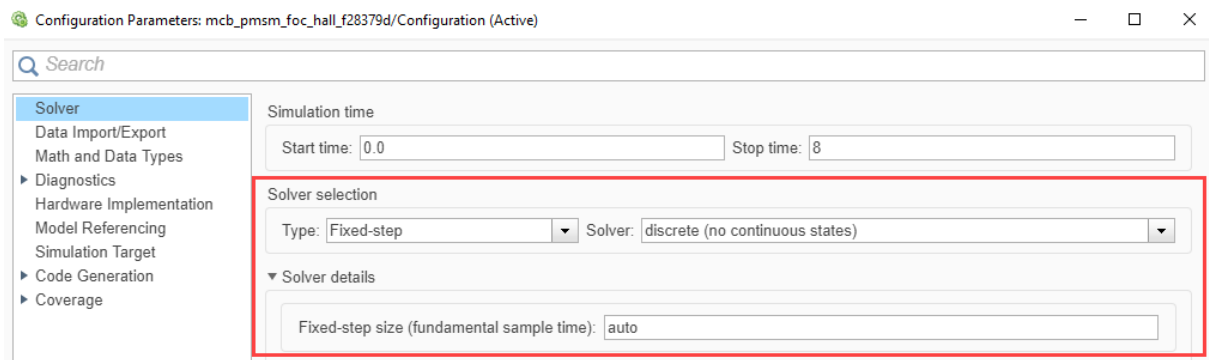 Configuration Parameters: mcb_pmsm_foc_hall_f28379d/Configuration (Active)
Search
Solver
Data Import/Export
Math and Data Types
Diagnostics
Hardware Implementation
Model Referencing
Simulation Target
Code Generation
Coverage
Simulation time
Start time: 0.0 Stop time: 8
Solver selection
Type: Fixed-step Solver: discrete (no continuous states)
Solver details
Fixed-step size (fundamental sample time): auto